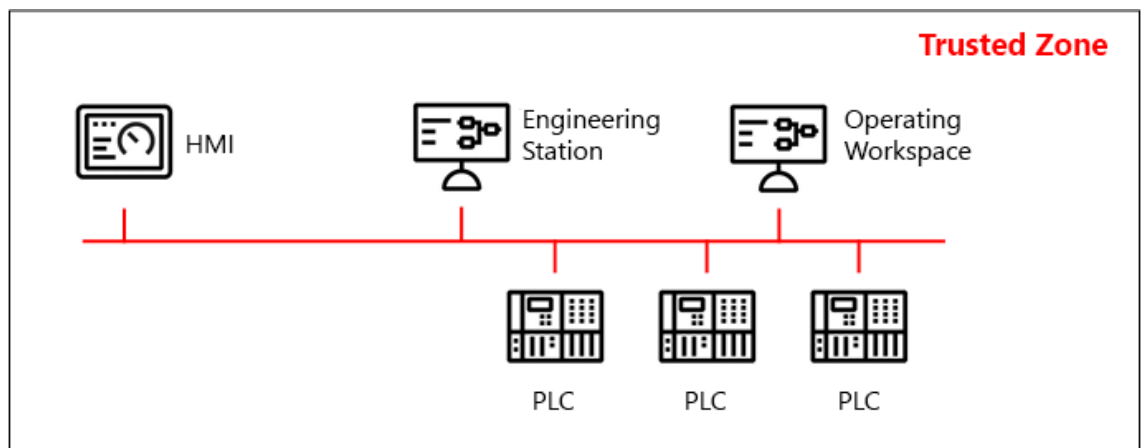 Trusted Zone
HMI
Engineering
Station
Operating
Workspace
PLC
PLC
PLC